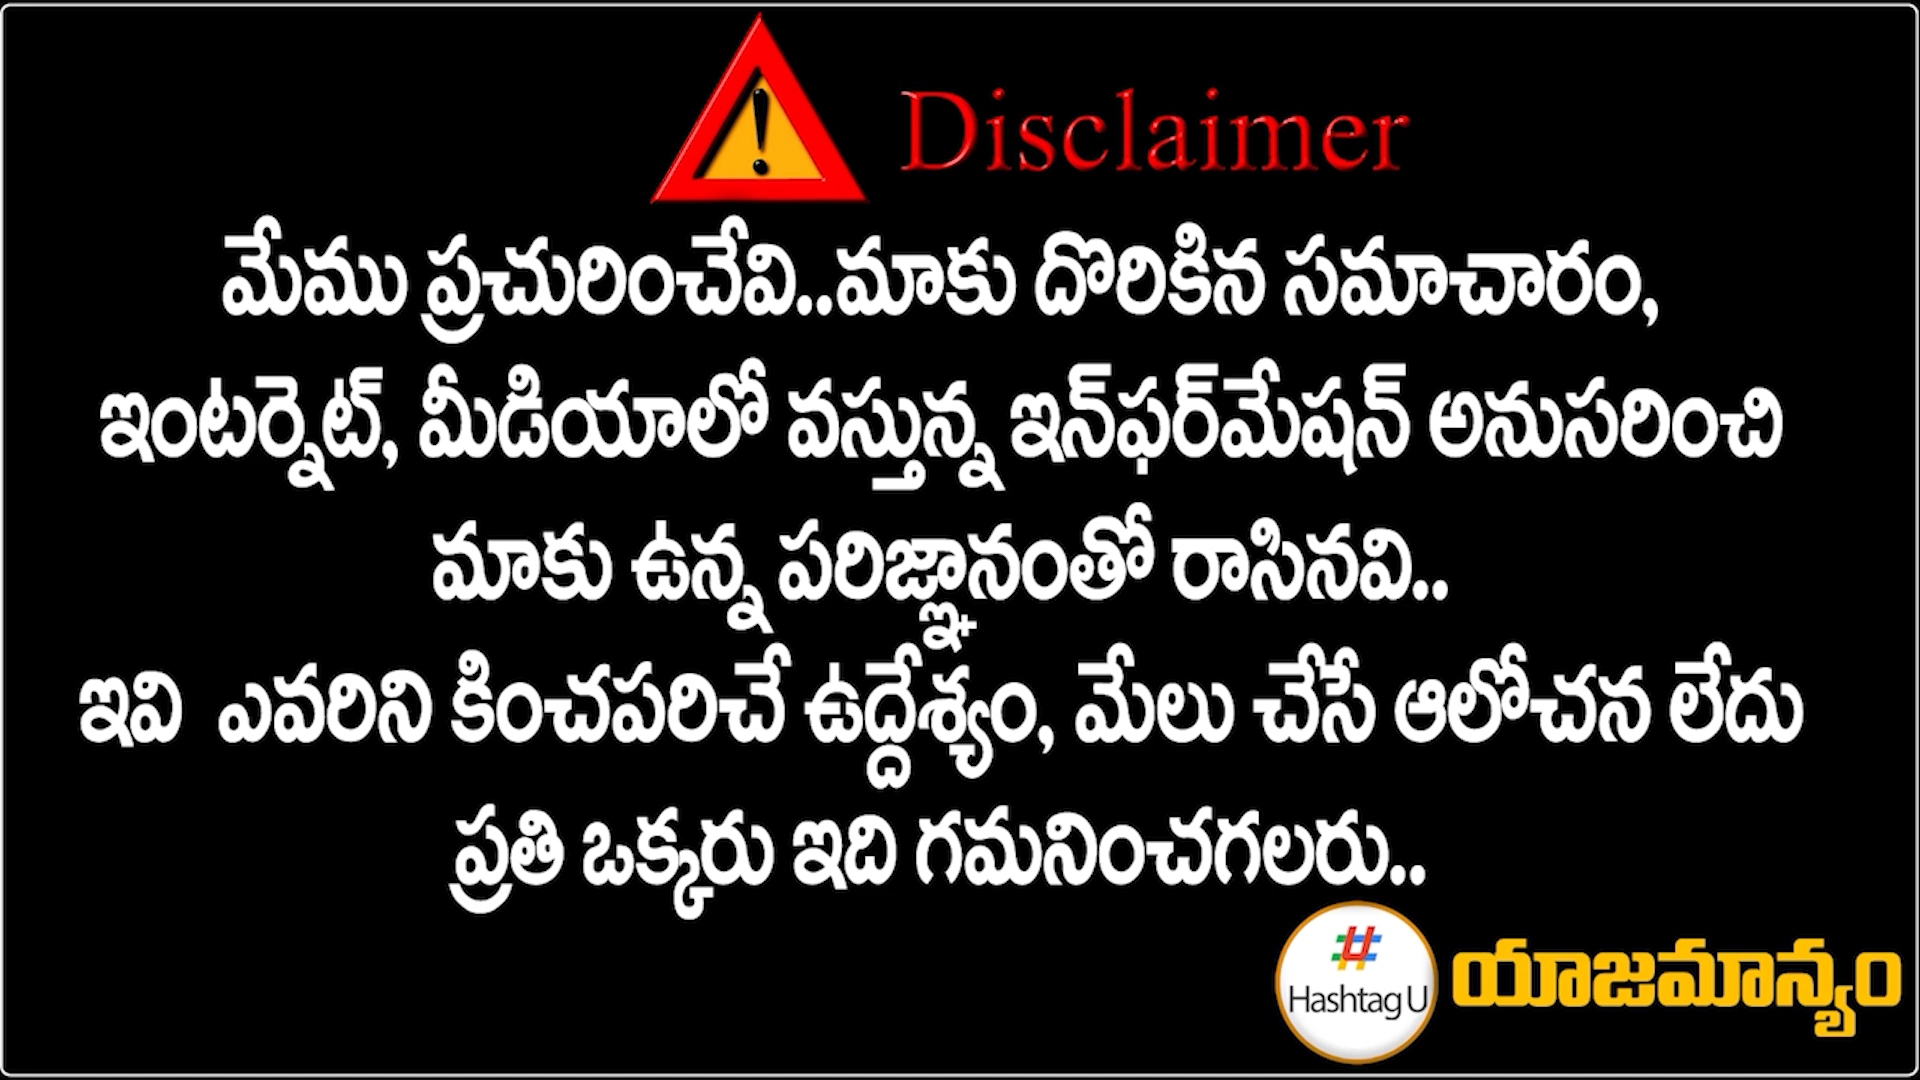 Disclaimer
మేము ప్రచురించేవి..మాకు దొరికిన సమాచారం,
ఇంటర్నెట్, మీడియాలో వస్తున్న ఇన్‌ఫర్‌మేషన్ అనుసరించి
మాకు ఉన్న పరిజ్ఞానంతో రాసినవి..
ఇవి ఎవరిని కించపరిచే ఉద్దేశ్యం, మేలు చేసే ఆలోచన లేదు
ప్రతి ఒక్కరు ఇది గమనించగలరు..
Hashtag U యాజమాన్యం